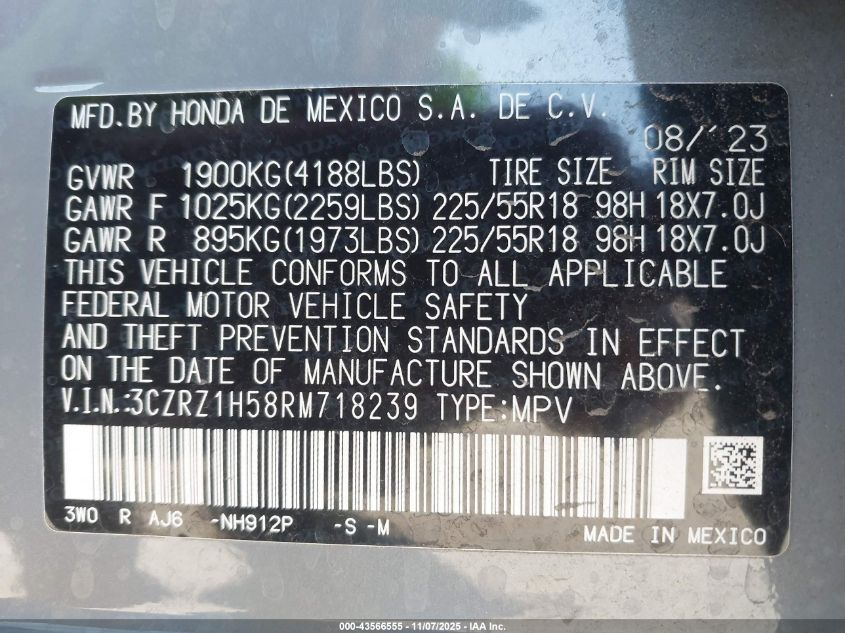 MFD. BY HONDA DE MEXICO S.A. DE C.V.
08/'23
GVWR 1900KG(4188LBS) TIRE SIZE RIM SIZE
GAWR F 1025KG(2259LBS) 225/55R18 98H 18X7.0J
GAWR R 895KG(1973LBS) 225/55R18 98H 18X7.0J
THIS VEHICLE CONFORMS TO ALL APPLICABLE
FEDERAL MOTOR VEHICLE SAFETY
AND THEFT PREVENTION STANDARDS IN EFFECT
ON THE DATE OF MANUFACTURE SHOWN ABOVE.
V.I.N.:3CZRZ1H58RM718239 TYPE:MPV
3W0 R AJ6 -NH912P -S -M MADE IN MEXICO
000-43566555 - 11/07/2025 - IAA Inc.